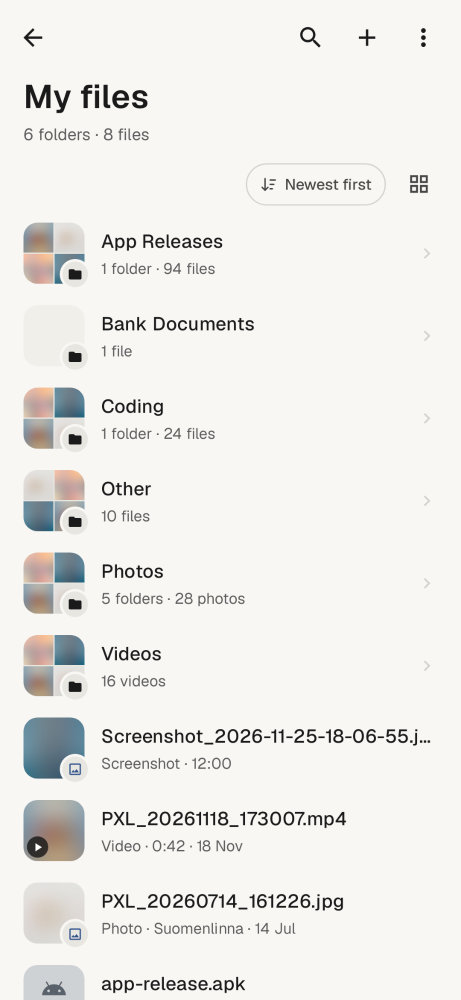 My files
6 folders · 8 files
Newest first
App Releases
1 folder · 94 files
Bank Documents
1 file
Coding
1 folder · 24 files
Other
10 files
Photos
5 folders · 28 photos
Videos
16 videos
Screenshot_2026-11-25-18-06-55.j...
Screenshot · 12:00
PXL_20261118_173007.mp4
Video · 0:42 · 18 Nov
PXL_20260714_161226.jpg
Photo · Suomenlinna · 14 Jul
app-release.apk